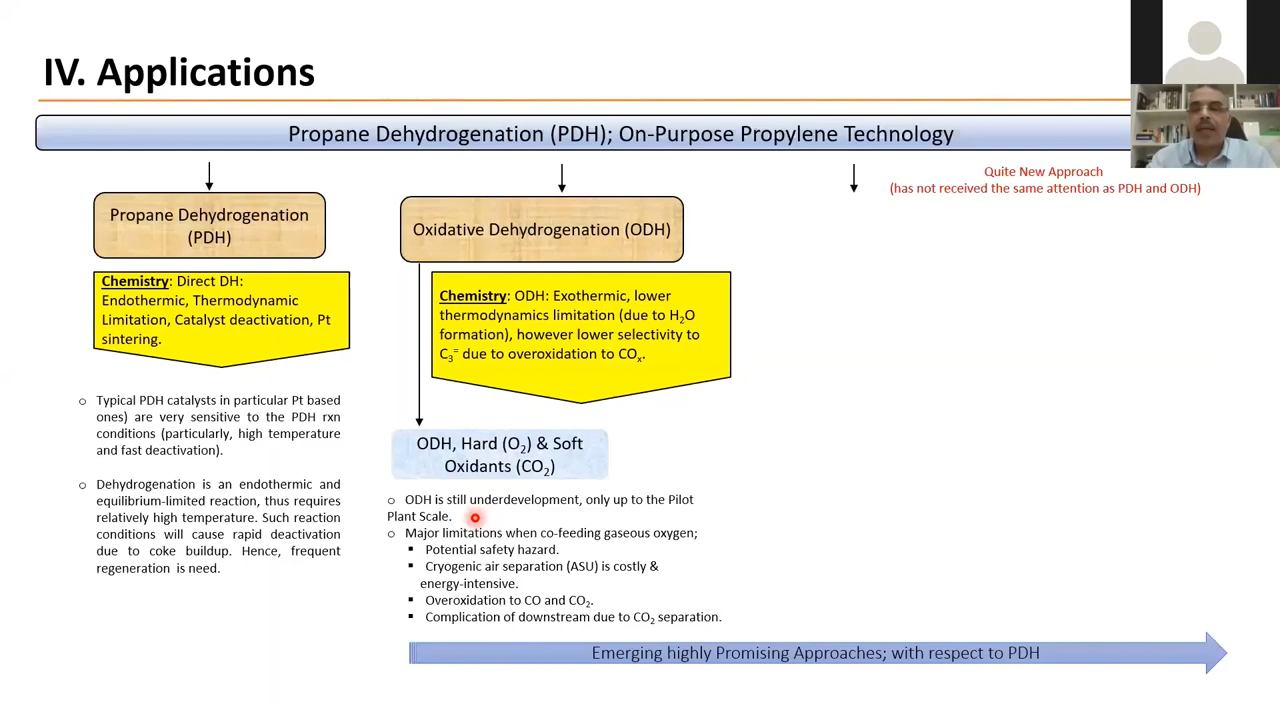 IV. Applications
Propane Dehydrogenation (PDH); On-Purpose Propylene Technology
Quite New Approach
(has not received the same attention as PDH and ODH)
Propane Dehydrogenation
(PDH)
Chemistry: Direct DH:
Endothermic, Thermodynamic
Limitation, Catalyst deactivation, Pt
sintering.
o Typical PDH catalysts in particular Pt based
ones) are very sensitive to the PDH rxn
conditions (particularly, high temperature
and fast deactivation).
o Dehydrogenation is an endothermic and
equilibrium-limited reaction, thus requires
relatively high temperature. Such reaction
conditions will cause rapid deactivation
due to coke buildup. Hence, frequent
regeneration is need.
Oxidative Dehydrogenation (ODH)
Chemistry: ODH: Exothermic, lower
thermodynamics limitation (due to H₂O
formation), however lower selectivity to
C₃⁼ due to overoxidation to COₓ.
ODH, Hard (O₂) & Soft
Oxidants (CO₂)
o ODH is still underdevelopment, only up to the Pilot
Plant Scale.
o Major limitations when co-feeding gaseous oxygen;
▪ Potential safety hazard.
▪ Cryogenic air separation (ASU) is costly &
energy-intensive.
▪ Overoxidation to CO and CO₂.
▪ Complication of downstream due to CO₂ separation.
Emerging highly Promising Approaches; with respect to PDH